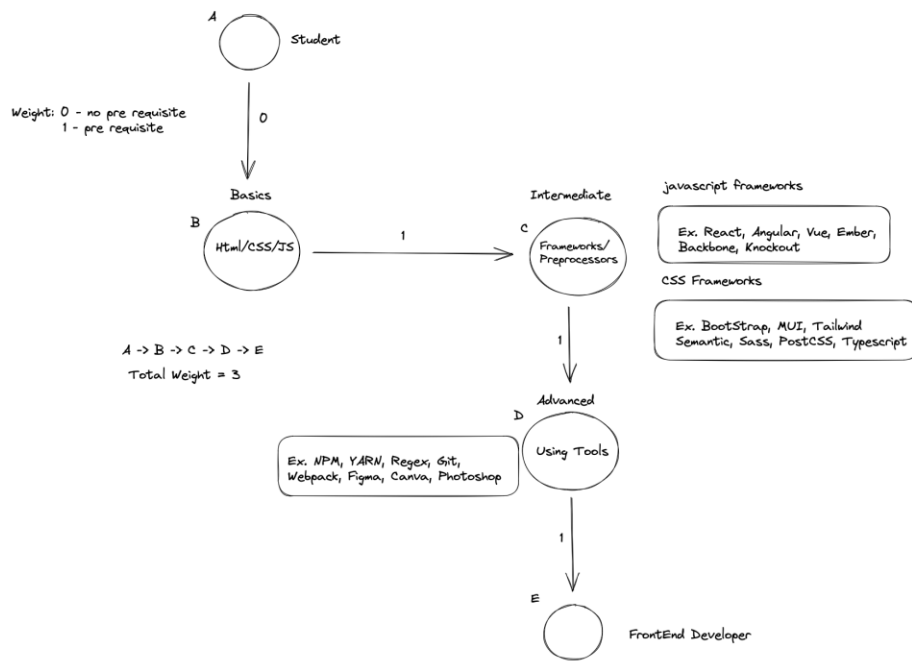 A
Student
Weight: 0 - no pre requisite
1 - pre requisite
0
Basics
B
Html/CSS/JS
1
Intermediate
C
Frameworks/
Preprocessors
javascript frameworks
Ex. React, Angular, Vue, Ember,
Backbone, Knockout
CSS Frameworks
Ex. BootStrap, MUI, Tailwind
Semantic, Sass, PostCSS, Typescript
1
A -> B -> C -> D -> E
Total Weight = 3
Advanced
D
Using Tools
Ex. NPM, YARN, Regex, Git,
Webpack, Figma, Canva, Photoshop
1
E
FrontEnd Developer